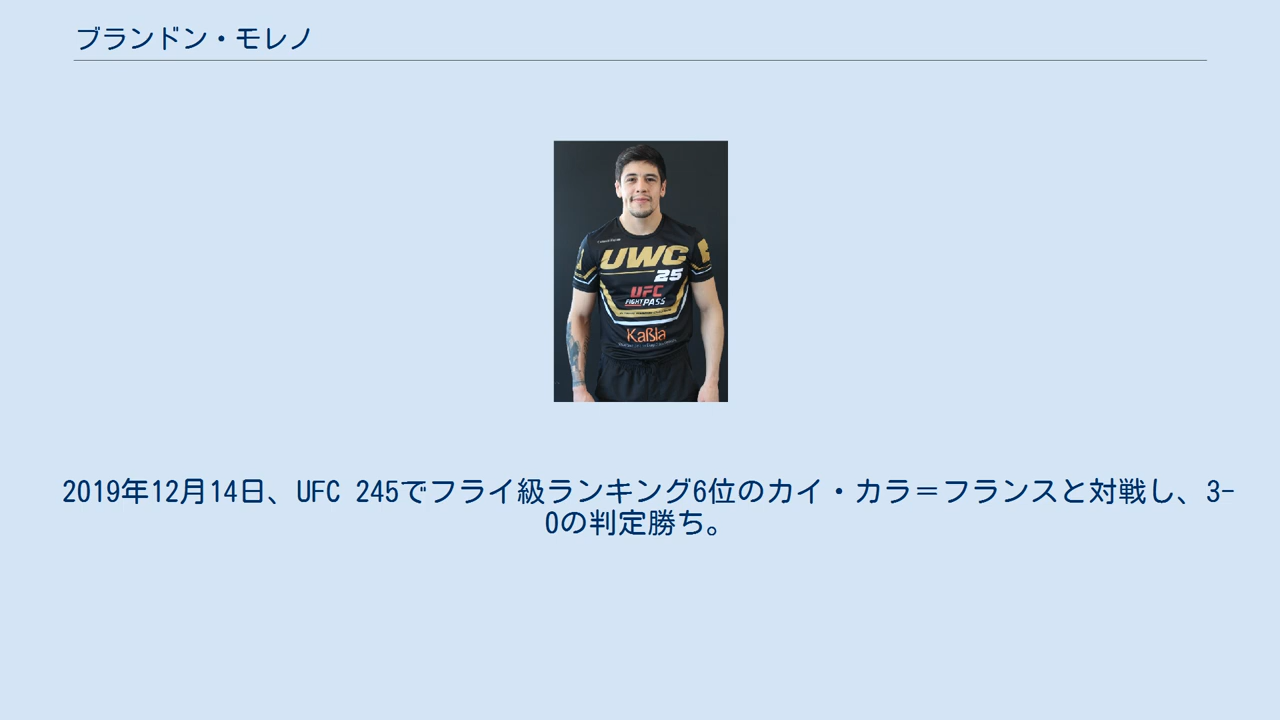 ブランドン・モレノ
UWC
25
UFC
FIGHT PASS
Kaßla
2019年12月14日、UFC 245でフライ級ランキング6位のカイ・カラ＝フランスと対戦し、3-
0の判定勝ち。